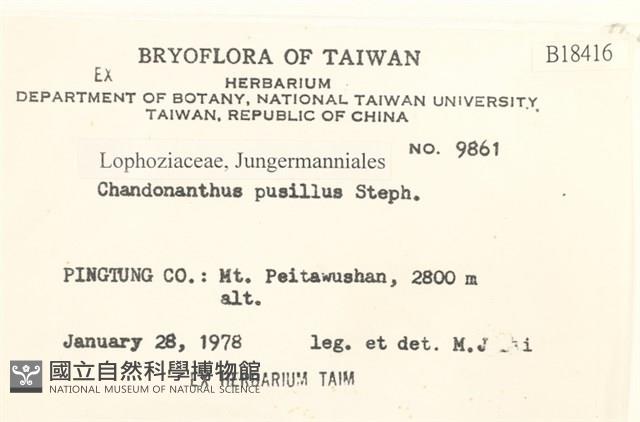 BRYOFLORA OF TAIWAN
B18416
EX
HERBARIUM
DEPARTMENT OF BOTANY, NATIONAL TAIWAN UNIVERSITY
TAIWAN, REPUBLIC OF CHINA
NO. 9861
Lophoziaceae, Jungermanniales
Chandonanthus pusillus Steph.
PINGTUNG CO.: Mt. Peitawushan, 2800 m
alt.
January 28, 1978 leg. et det. M.J
國立自然科學博物館
NATIONAL MUSEUM OF NATURAL SCIENCE
EX HERBARIUM TAIM